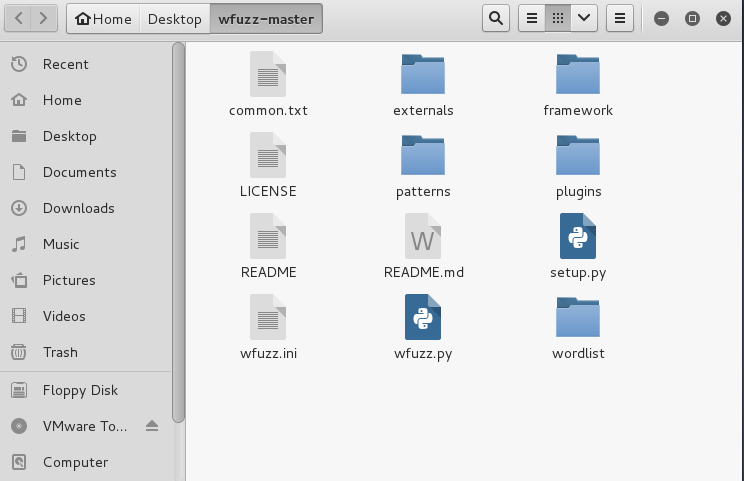 Home Desktop wfuzz-master
Recent
Home
Desktop
Documents
Downloads
Music
Pictures
Videos
Trash
Floppy Disk
VMware To...
Computer
common.txt externals framework
LICENSE patterns plugins
README README.md setup.py
wfuzz.ini wfuzz.py wordlist